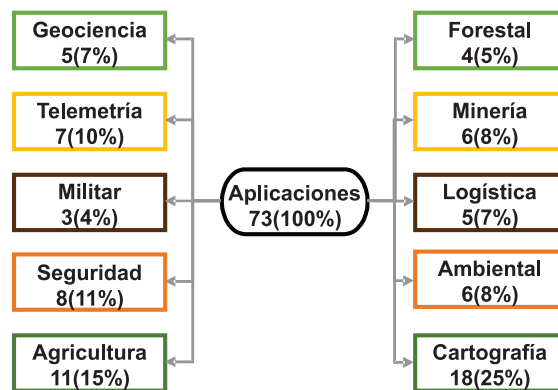 Geociencia
5(7%)
Telemetría
7(10%)
Militar
3(4%)
Seguridad
8(11%)
Agricultura
11(15%)
Aplicaciones
73(100%)
Forestal
4(5%)
Minería
6(8%)
Logística
5(7%)
Ambiental
6(8%)
Cartografía
18(25%)